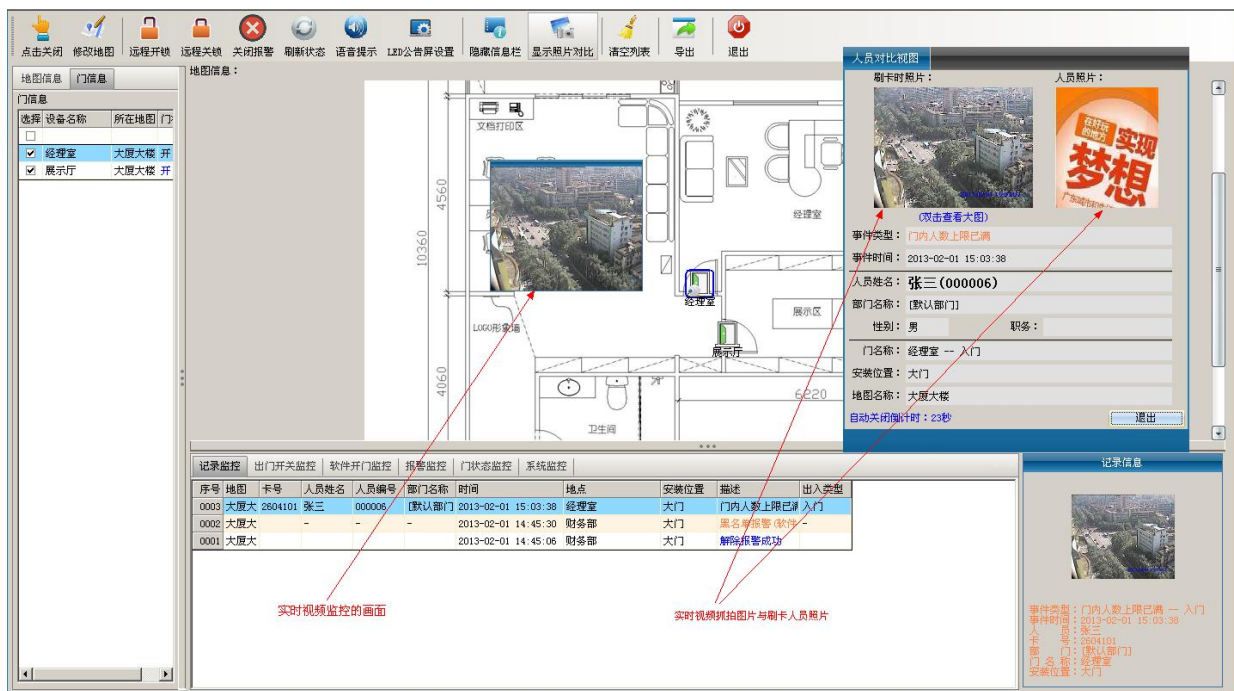 点击关闭 修改地图 远程开锁 远程关锁 关闭报警 刷新状态 语音提示 LED公告屏设置 隐藏信息栏 显示照片对比 清空列表 导出 退出
地图信息 门信息
地图信息：
门信息
选择 设备名称 所在地图
经理室 大厦大楼 开
展示厅 大厦大楼 开
文档打印区
4560
10360
4060
经理室
经理室
展示区
展示厅
LOGO形象墙
6220
卫生间
人员对比视图
刷卡时照片： 人员照片：
在好玩的地方
实现
梦想
(双击查看大图)
事件类型： 门内人数上限已满
事件时间： 2013-02-01 15:03:38
人员姓名： 张三(000006)
部门名称： [默认部门]
性别： 男 职务：
门名称： 经理室 -- 入门
安装位置： 大门
地图名称： 大厦大楼
自动关闭倒计时：23秒 退出
记录监控 出门开关监控 软件开门监控 报警监控 门状态监控 系统监控
序号 地图 卡号 人员姓名 人员编号 部门名称 时间 地点 安装位置 描述 出入类型
0003 大厦大 2604101 张三 000006 [默认部门 2013-02-01 15:03:38 经理室 大门 门内人数上限已满 入门
0002 大厦大 - - - 2013-02-01 14:45:30 财务部 大门 黑名单报警(软件 -
0001 大厦大 2013-02-01 14:45:06 财务部 大门 解除报警成功
实时视频监控的画面
实时视频抓拍图片与刷卡人员照片
记录信息
事件类型：门内人数上限已满 -- 入门
事件时间：2013-02-01 15:03:38
人 员：张三
卡 号：2604101
部 门：[默认部门]
门 名 称：经理室
安装位置：大门